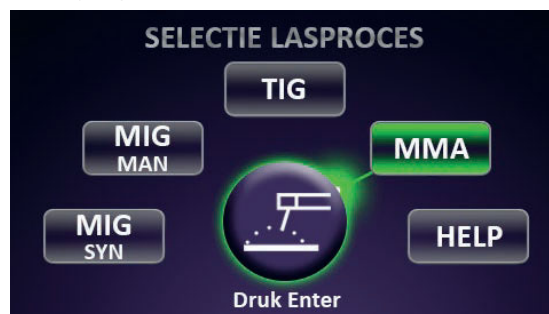 SELECTIE LASPROCES
TIG
MIG
MAN
MMA
MIG
SYN
HELP
Druk Enter